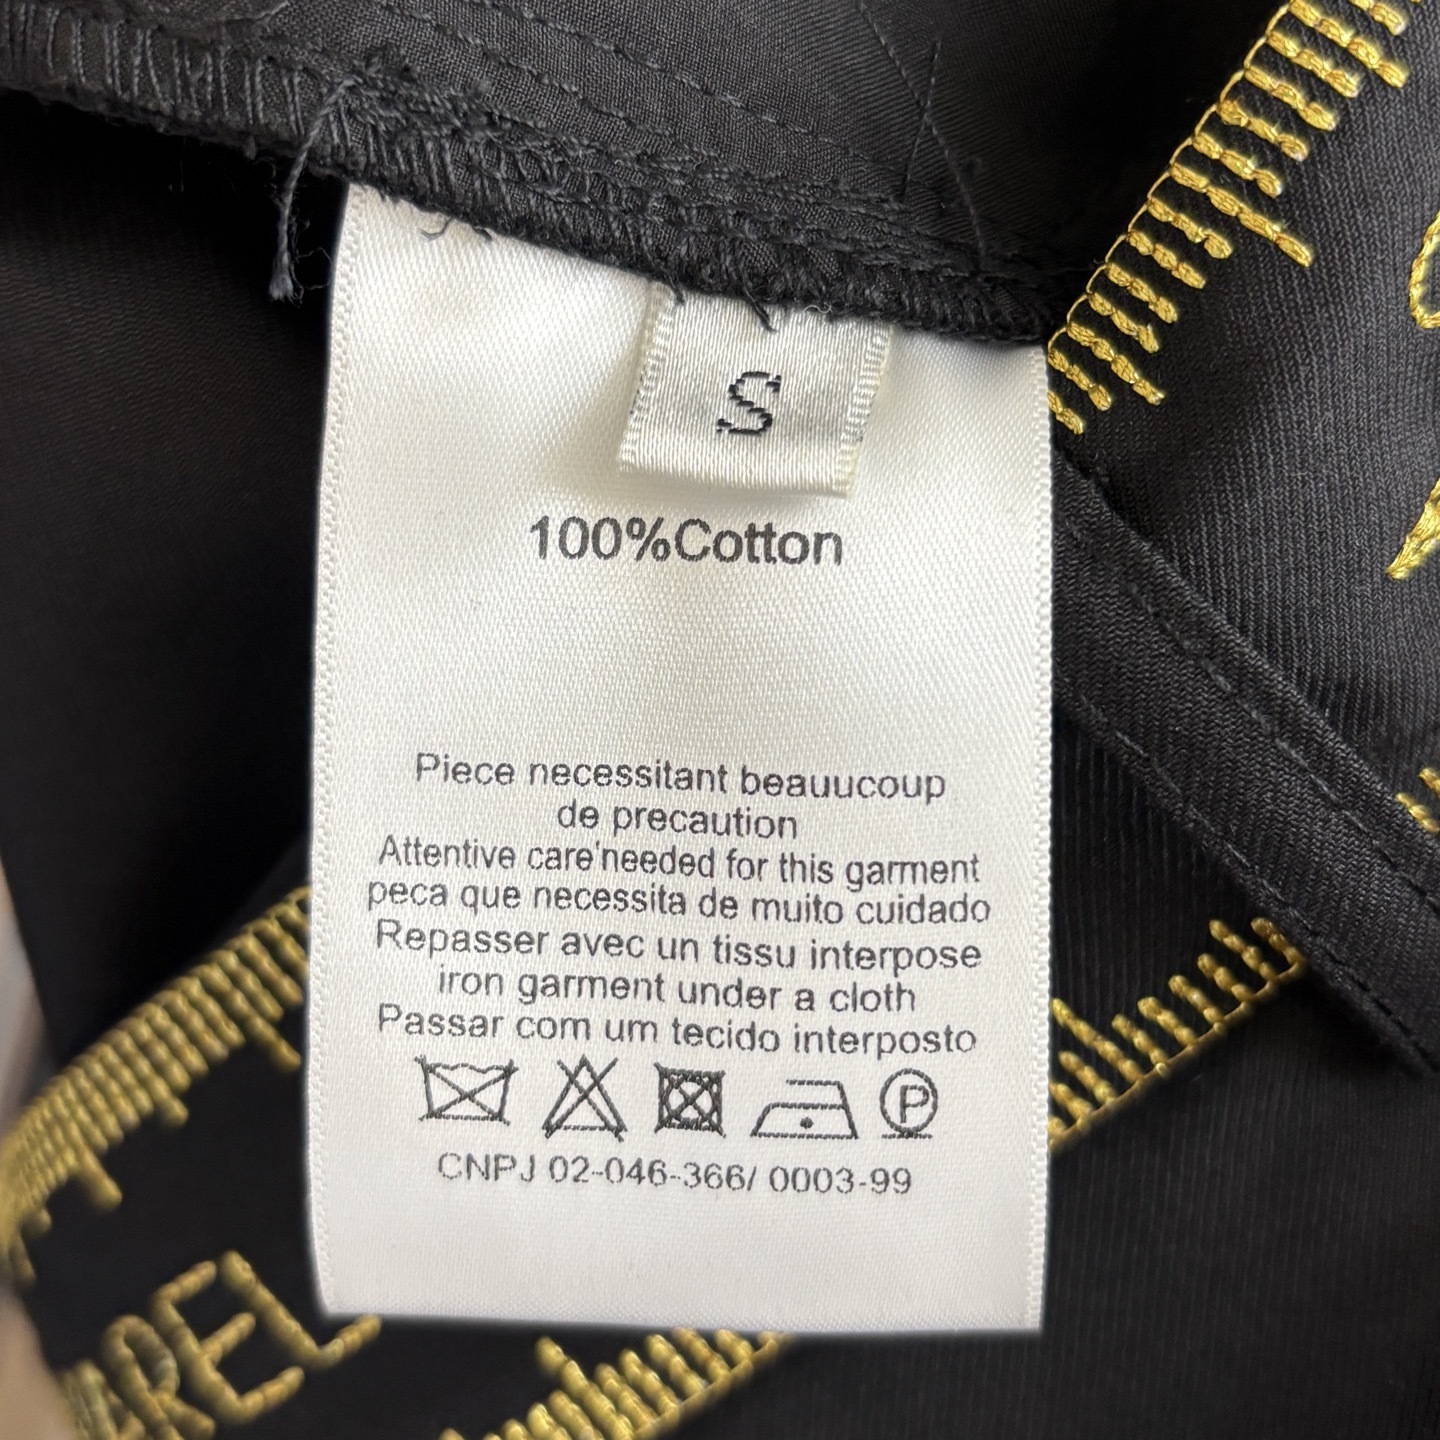 S
100%Cotton
Piece necessitant beauucoup
de precaution
Attentive care'needed for this garment
peca que necessita de muito cuidado
Repasser avec un tissu interpose
iron garment under a cloth
Passar com um tecido interposto
P
CNPJ 02-046-366/ 0003-99